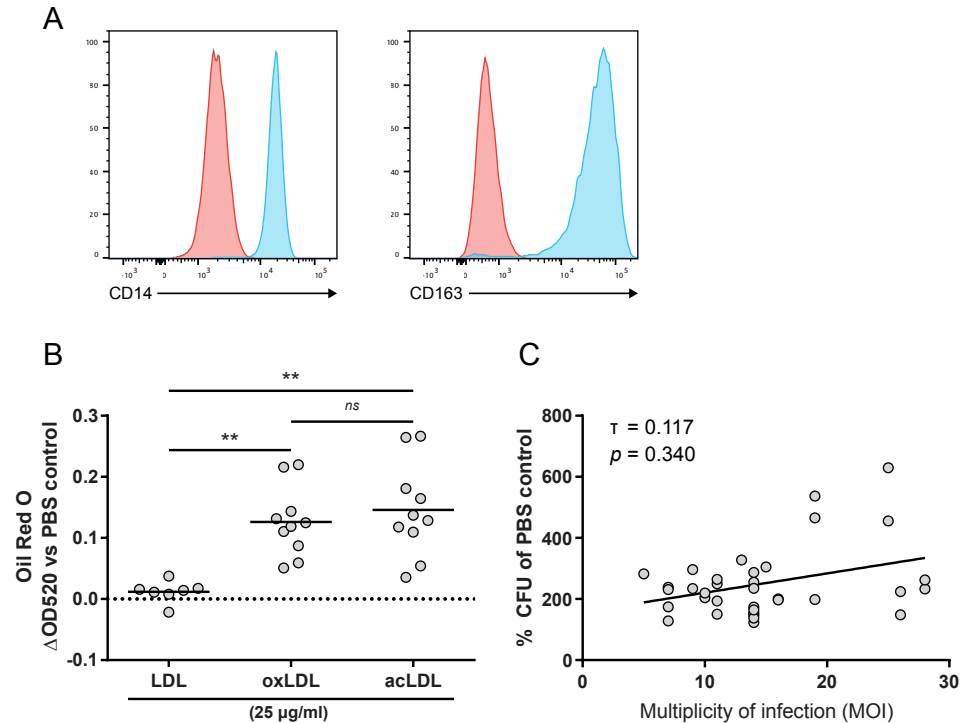 A
100
80
50
40
20
0
-10³
0
10³
10⁴
10⁵
CD14
100
80
50
40
20
0
-10³
0
10³
10⁴
10⁵
CD163
B
Oil Red O
ΔOD520 vs PBS control
0.3
0.2
0.1
0.0
-0.1
**
**
ns
LDL oxLDL acLDL
(25 µg/ml)
C
% CFU of PBS control
800
600
400
200
0
τ = 0.117
p = 0.340
0 10 20 30
Multiplicity of infection (MOI)